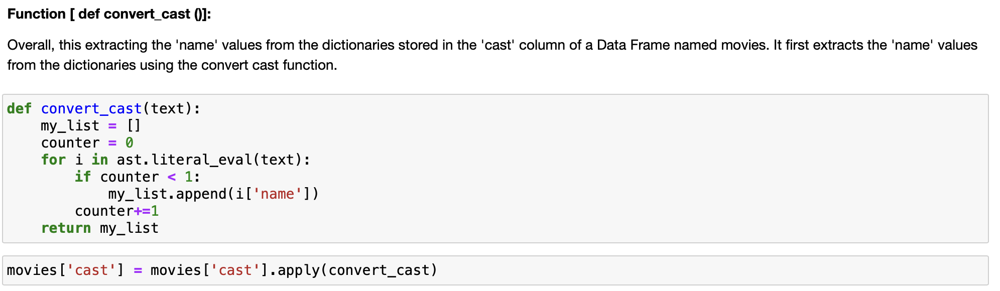 Function [ def convert_cast ()]:
Overall, this extracting the 'name' values from the dictionaries stored in the 'cast' column of a Data Frame named movies. It first extracts the 'name' values
from the dictionaries using the convert cast function.
def convert_cast(text):
    my_list = []
    counter = 0
    for i in ast.literal_eval(text):
        if counter < 1:
            my_list.append(i['name'])
        counter+=1
    return my_list
movies['cast'] = movies['cast'].apply(convert_cast)